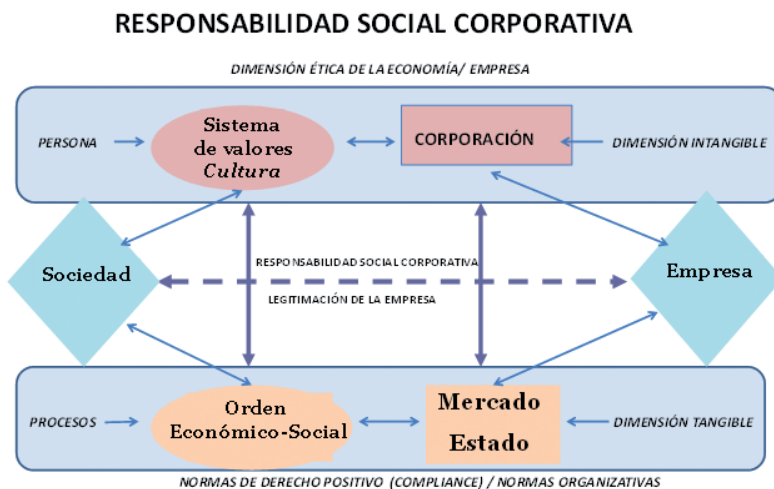 RESPONSABILIDAD SOCIAL CORPORATIVA
DIMENSIÓN ÉTICA DE LA ECONOMÍA/ EMPRESA
PERSONA
Sistema
de valores
Cultura
CORPORACIÓN
DIMENSIÓN INTANGIBLE
Sociedad
RESPONSABILIDAD SOCIAL CORPORATIVA
LEGITIMACIÓN DE LA EMPRESA
Empresa
PROCESOS
Orden
Económico-Social
Mercado
Estado
DIMENSIÓN TANGIBLE
NORMAS DE DERECHO POSITIVO (COMPLIANCE) / NORMAS ORGANIZATIVAS